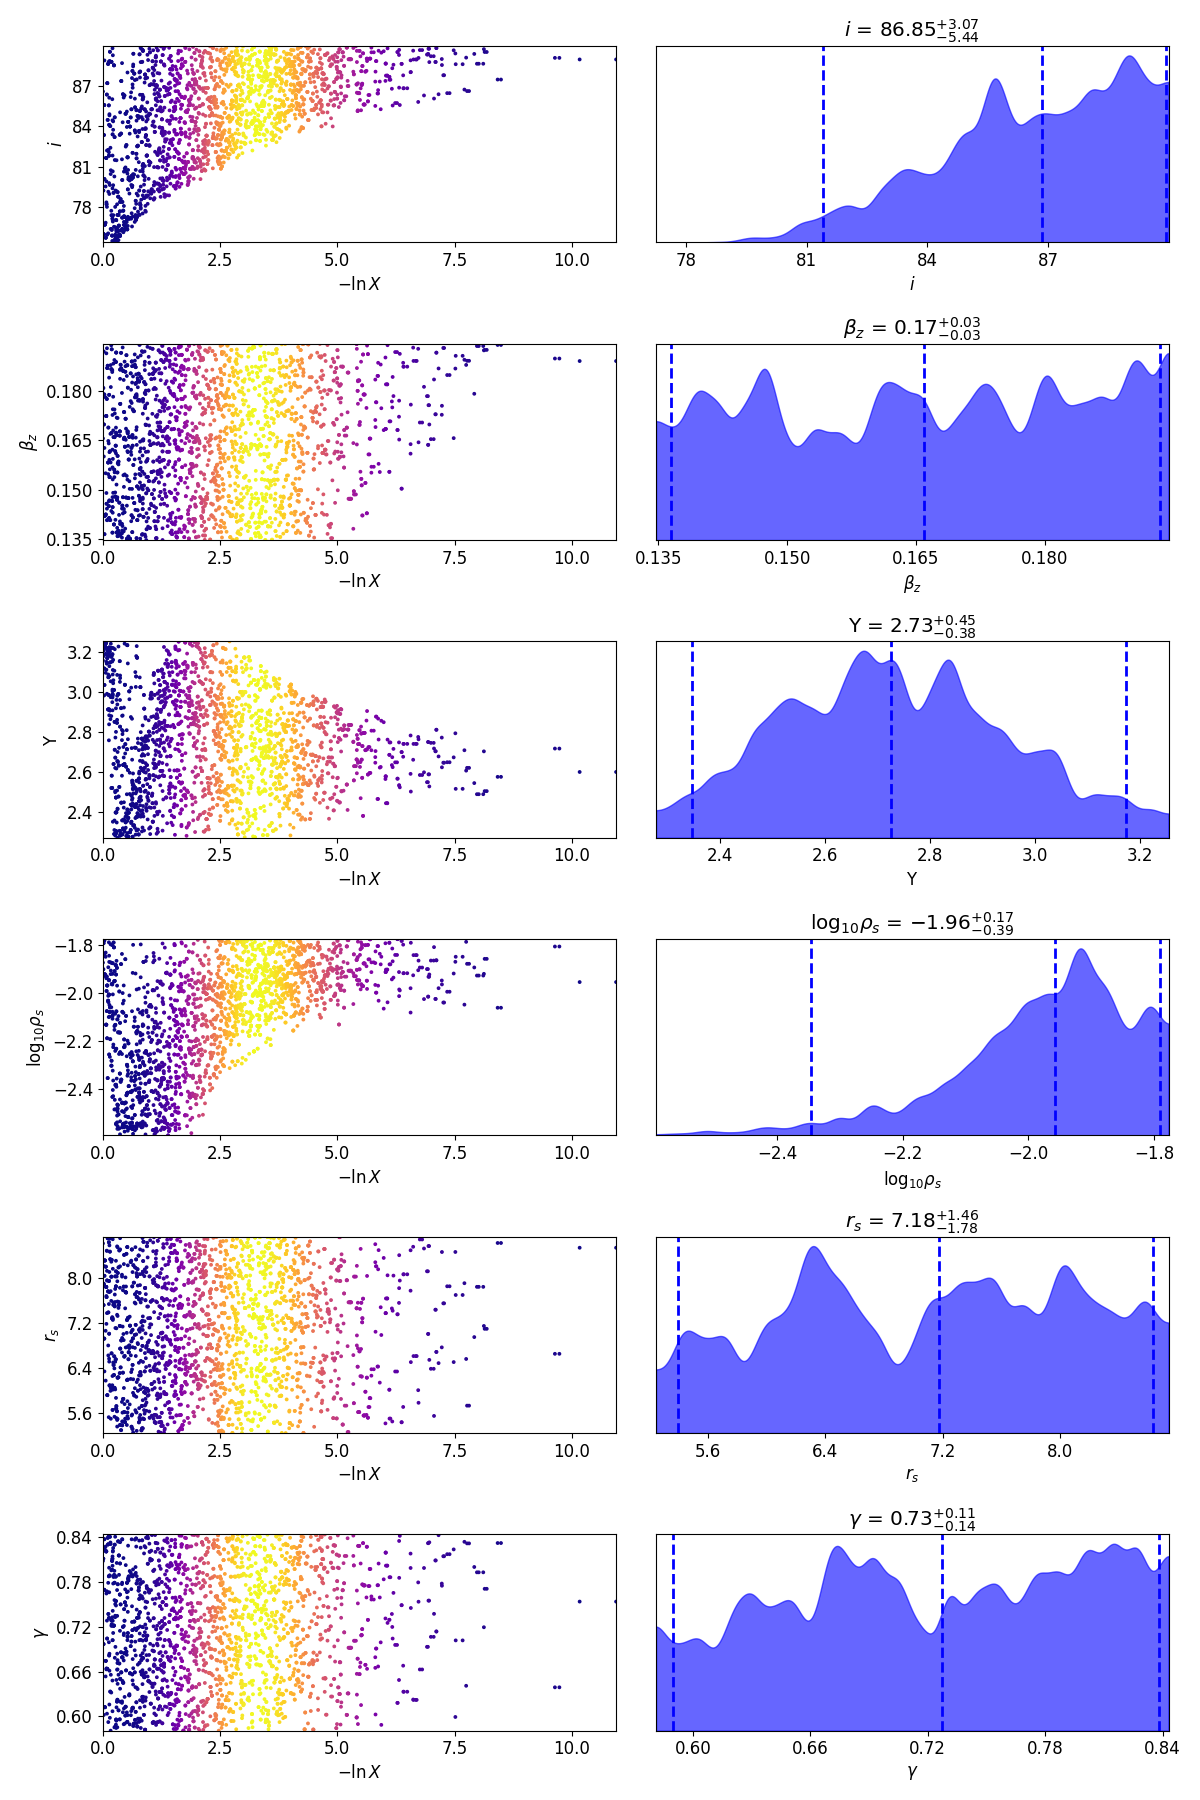 i = 86.85+3.07−5.44
87
84
81
78
i
0.0 2.5 5.0 7.5 10.0
−ln X
78 81 84 87
i
βz = 0.17+0.03−0.03
0.180
0.165
0.150
0.135
βz
0.0 2.5 5.0 7.5 10.0
−ln X
0.135 0.150 0.165 0.180
βz
Y = 2.73+0.45−0.38
3.2
3.0
2.8
2.6
2.4
Y
0.0 2.5 5.0 7.5 10.0
−ln X
2.4 2.6 2.8 3.0 3.2
Y
log10ρs = −1.96+0.17−0.39
−1.8
−2.0
−2.2
−2.4
log10ρs
0.0 2.5 5.0 7.5 10.0
−ln X
−2.4 −2.2 −2.0 −1.8
log10ρs
rs = 7.18+1.46−1.78
8.0
7.2
6.4
5.6
rs
0.0 2.5 5.0 7.5 10.0
−ln X
5.6 6.4 7.2 8.0
rs
γ = 0.73+0.11−0.14
0.84
0.78
0.72
0.66
0.60
γ
0.0 2.5 5.0 7.5 10.0
−ln X
0.60 0.66 0.72 0.78 0.84
γ